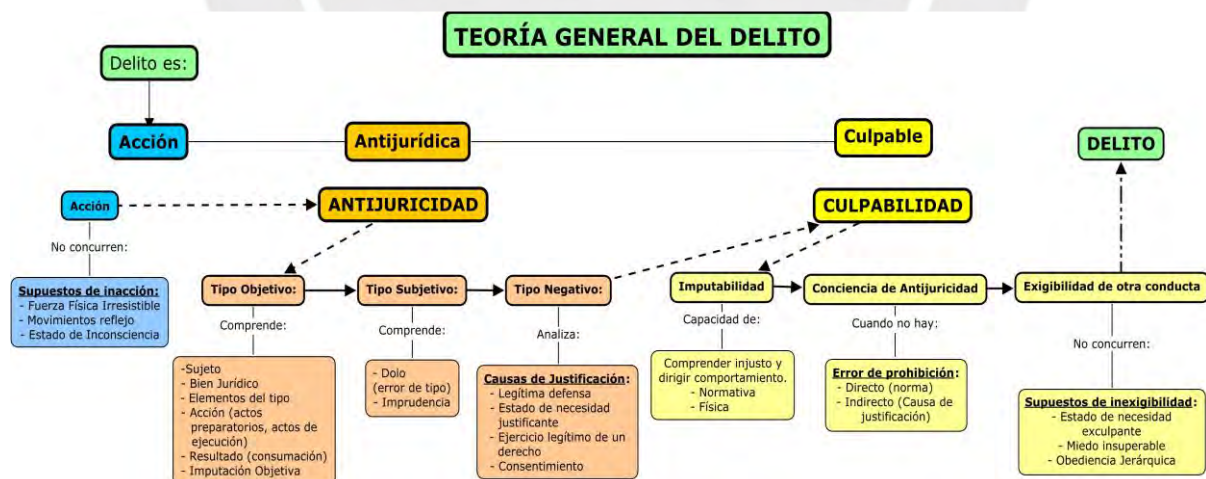 TEORÍA GENERAL DEL DELITO
Delito es:
Acción
Antijurídica
Culpable
DELITO
Acción
ANTIJURICIDAD
CULPABILIDAD
No concurren:
Supuestos de inacción:
- Fuerza Física Irresistible
- Movimientos reflejo
- Estado de Inconsciencia
Tipo Objetivo:
Comprende:
-Sujeto
- Bien Jurídico
- Elementos del tipo
- Acción (actos
preparatorios, actos de
ejecución)
- Resultado (consumación)
- Imputación Objetiva
Tipo Subjetivo:
Comprende:
- Dolo
(error de tipo)
- Imprudencia
Tipo Negativo:
Analiza:
Causas de Justificación:
- Legítima defensa
- Estado de necesidad
justificante
- Ejercicio legítimo de un
derecho
- Consentimiento
Imputabilidad
Capacidad de:
Comprender injusto y
dirigir comportamiento.
- Normativa
- Física
Conciencia de Antijuricidad
Cuando no hay:
Error de prohibición:
- Directo (norma)
- Indirecto (Causa de
justificación)
Exigibilidad de otra conducta
No concurren:
Supuestos de inexigibilidad:
- Estado de necesidad
exculpante
- Miedo insuperable
- Obediencia Jerárquica